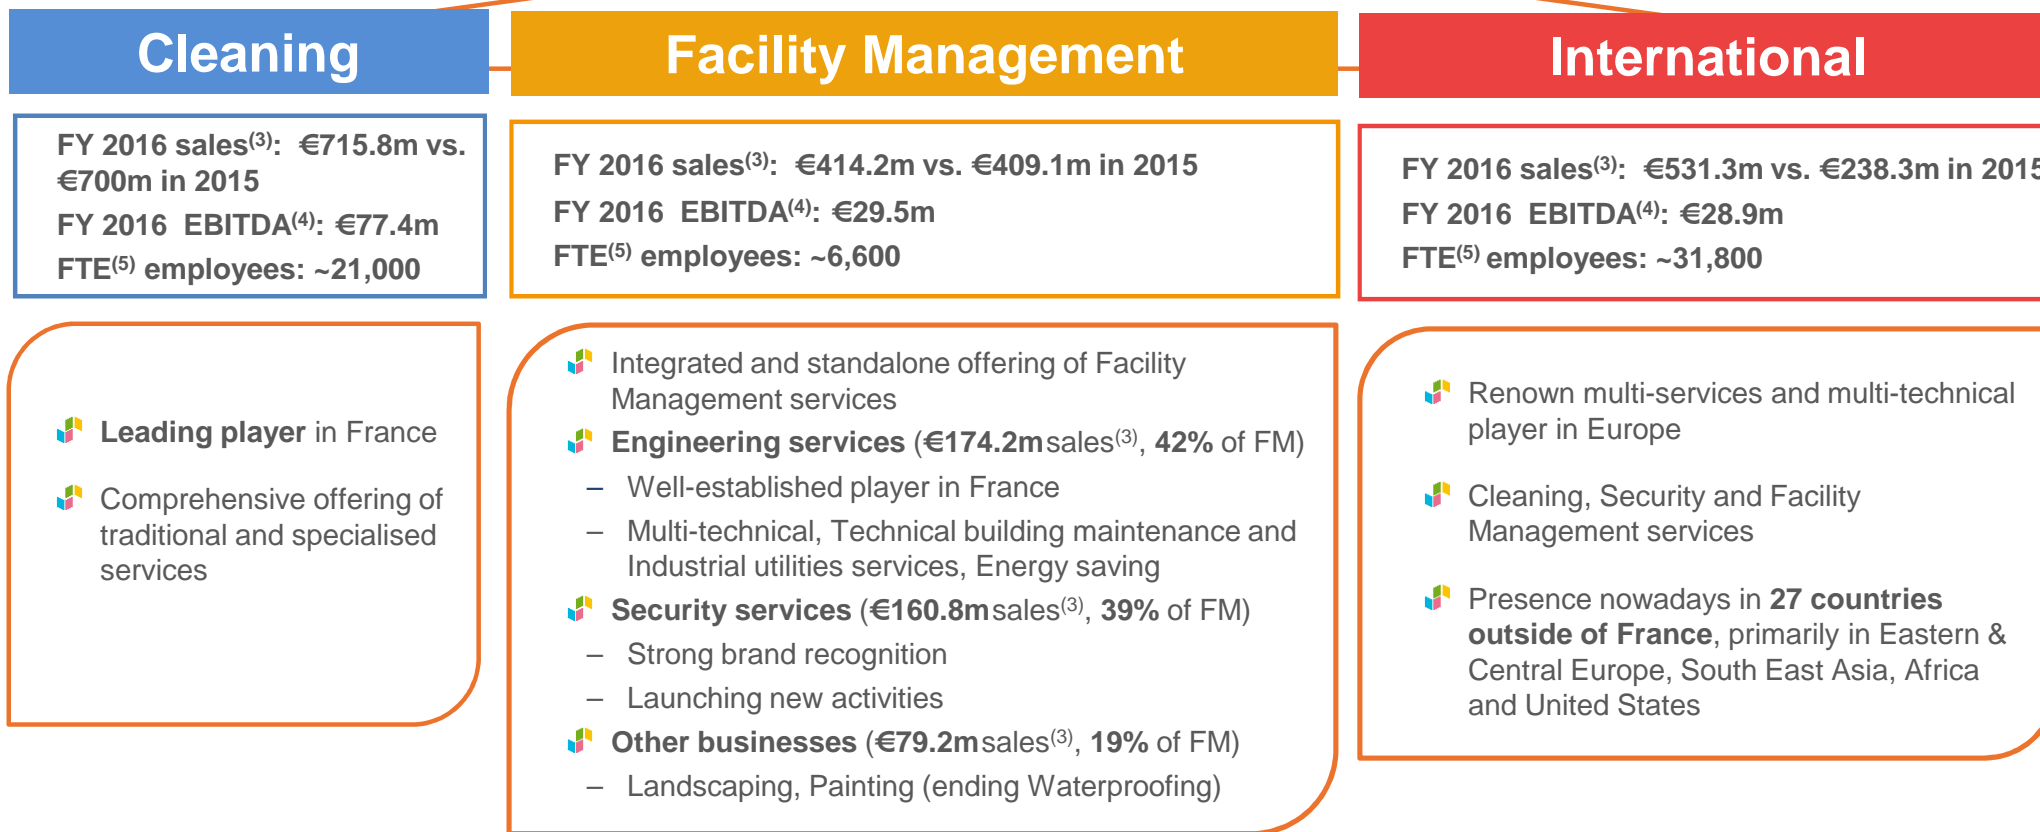 Cleaning
FY 2016 sales(3): €715.8m vs.
€700m in 2015
FY 2016 EBITDA(4): €77.4m
FTE(5) employees: ~21,000
Leading player in France
Comprehensive offering of
traditional and specialised
services
Facility Management
FY 2016 sales(3): €414.2m vs. €409.1m in 2015
FY 2016 EBITDA(4): €29.5m
FTE(5) employees: ~6,600
Integrated and standalone offering of Facility
Management services
Engineering services (€174.2m sales(3), 42% of FM)
– Well-established player in France
– Multi-technical, Technical building maintenance and
Industrial utilities services, Energy saving
Security services (€160.8m sales(3), 39% of FM)
– Strong brand recognition
– Launching new activities
Other businesses (€79.2m sales(3), 19% of FM)
– Landscaping, Painting (ending Waterproofing)
International
FY 2016 sales(3): €531.3m vs. €238.3m in 2015
FY 2016 EBITDA(4): €28.9m
FTE(5) employees: ~31,800
Renown multi-services and multi-technical
player in Europe
Cleaning, Security and Facility
Management services
Presence nowadays in 27 countries
outside of France, primarily in Eastern &
Central Europe, South East Asia, Africa
and United States